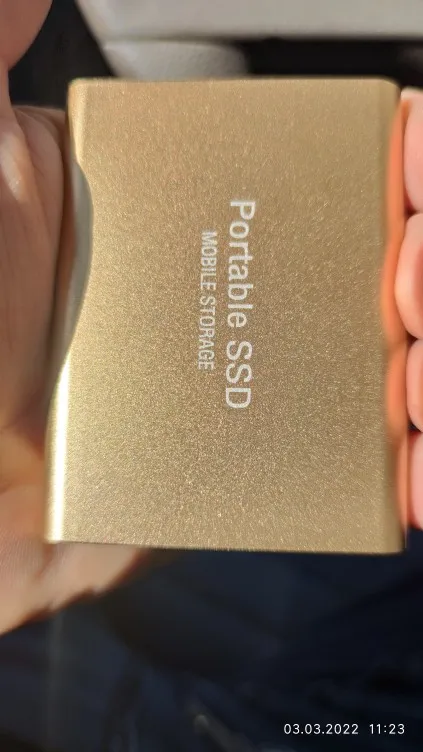 Portable SSD
MOBILE STORAGE
03.03.2022 11:23